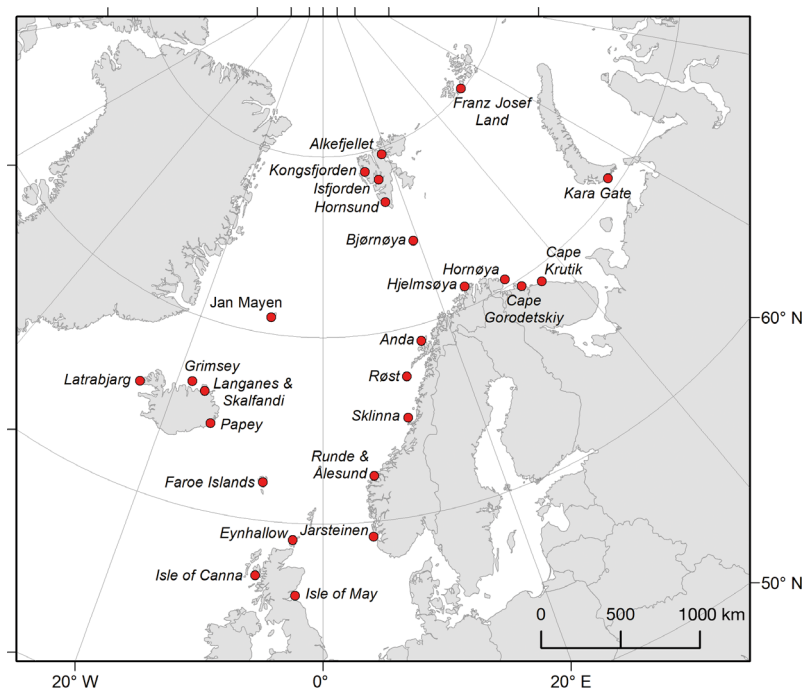 Franz Josef
Land
Alkefjellet
Kongsfjorden
Isfjorden
Hornsund
Kara Gate
Bjørnøya
Cape
Krutik
Hornøya
Hjelmsøya
Cape
Gorodetskiy
Jan Mayen
60° N
Anda
Grimsey
Latrabjarg
Langanes &
Skalfandi
Røst
Sklinna
Papey
Runde &
Ålesund
Faroe Islands
Eynhallow
Jarsteinen
Isle of Canna
Isle of May
50° N
0 500 1000 km
20° W 0° 20° E